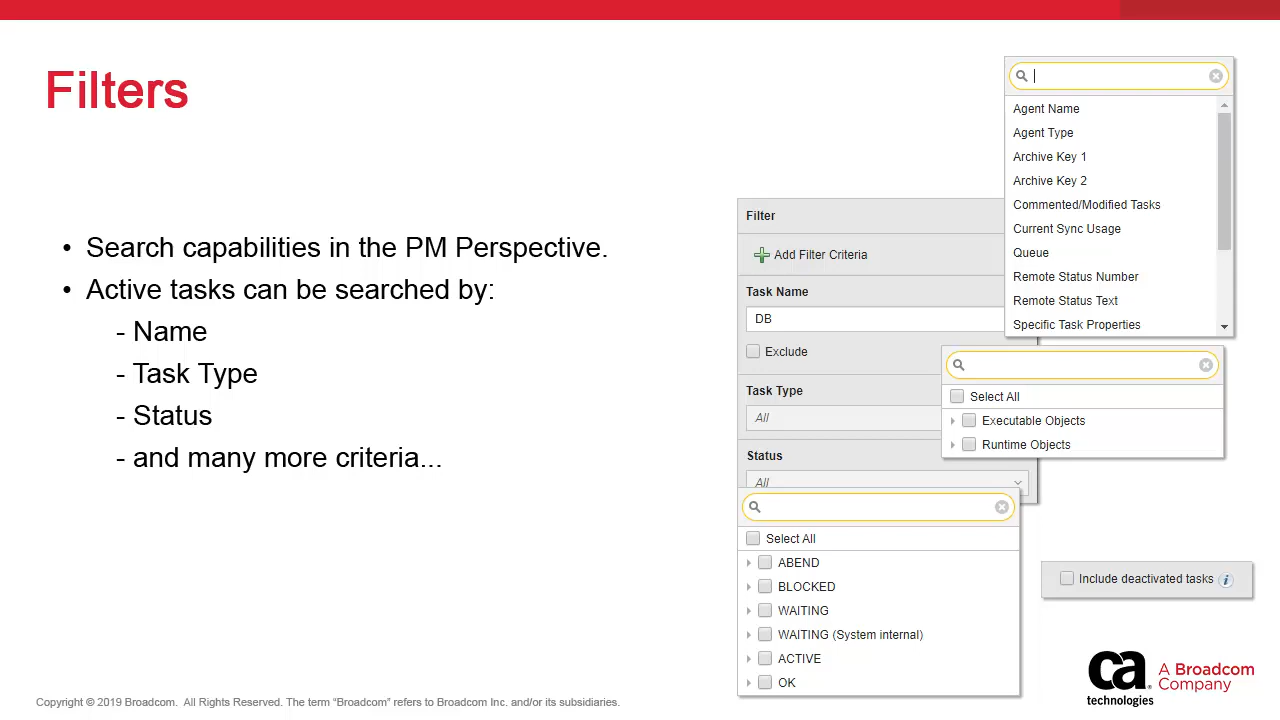 Filters
• Search capabilities in the PM Perspective.
• Active tasks can be searched by:
- Name
- Task Type
- Status
- and many more criteria...
Agent Name
Agent Type
Archive Key 1
Archive Key 2
Commented/Modified Tasks
Current Sync Usage
Queue
Remote Status Number
Remote Status Text
Specific Task Properties
Filter
Add Filter Criteria
Task Name
DB
Exclude
Task Type
All
Status
All
Select All
Executable Objects
Runtime Objects
Select All
ABEND
BLOCKED
WAITING
WAITING (System internal)
ACTIVE
OK
Include deactivated tasks i
ca
technologies
A Broadcom
Company
Copyright © 2019 Broadcom. All Rights Reserved. The term “Broadcom” refers to Broadcom Inc. and/or its subsidiaries.